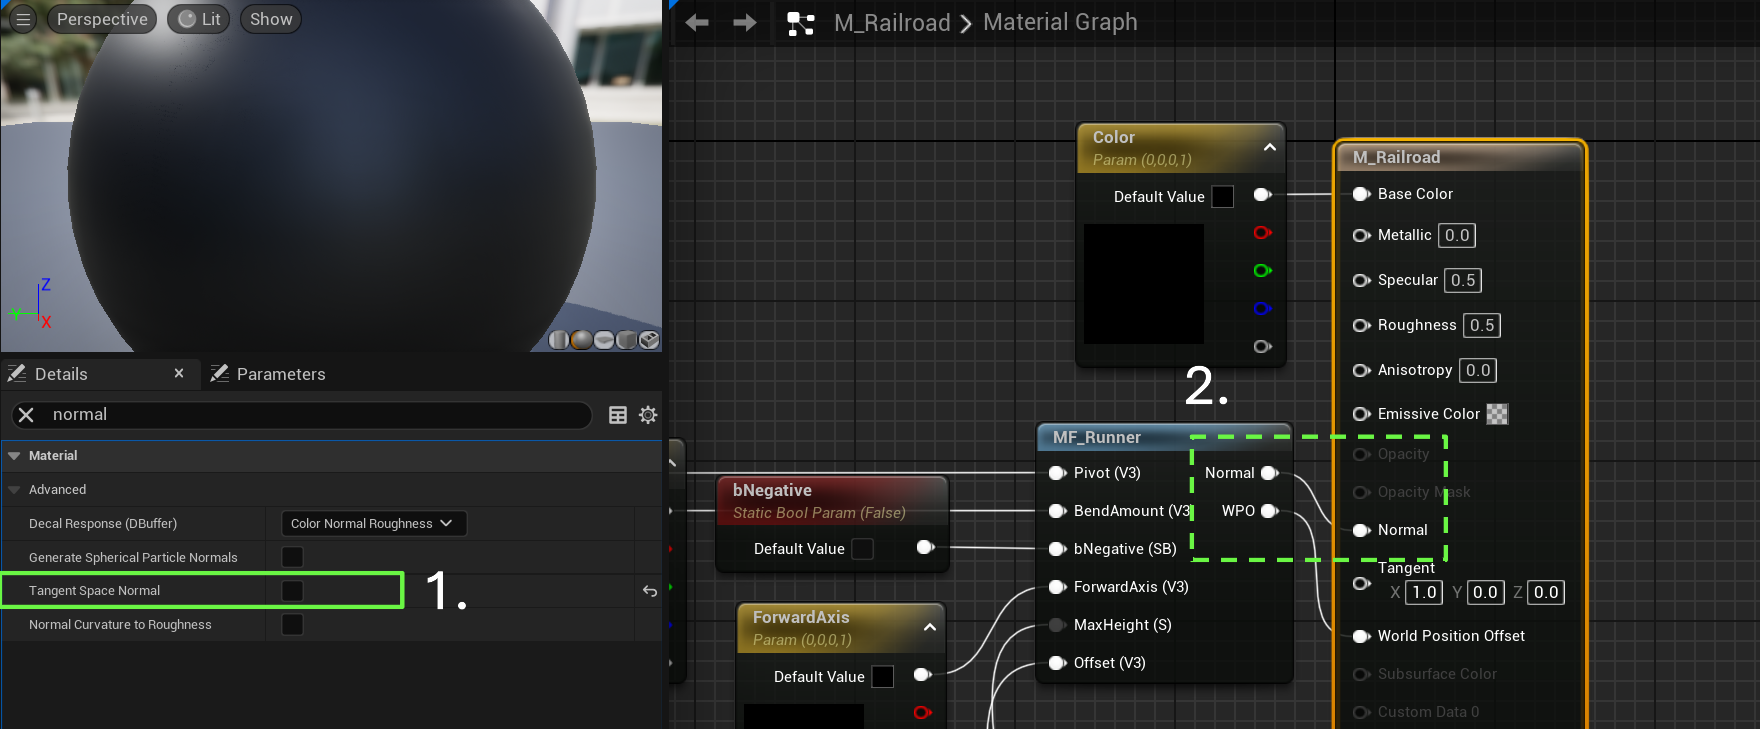 Perspective
Lit
Show
Z
Y
X
Details
Parameters
normal
Material
Advanced
Decal Response (DBuffer)
Color Normal Roughness
Generate Spherical Particle Normals
Tangent Space Normal
1.
Normal Curvature to Roughness
M_Railroad
Material Graph
Color
Param (0,0,0,1)
Default Value
2.
bNegative
Static Bool Param (False)
Default Value
ForwardAxis
Param (0,0,0,1)
Default Value
MF_Runner
Pivot (V3)
Normal
BendAmount (V3
WPO
bNegative (SB)
ForwardAxis (V3)
MaxHeight (S)
Offset (V3)
M_Railroad
Base Color
Metallic 0.0
Specular 0.5
Roughness 0.5
Anisotropy 0.0
Emissive Color
Opacity
Opacity Mask
Normal
Tangent
X 1.0 Y 0.0 Z 0.0
World Position Offset
Subsurface Color
Custom Data 0